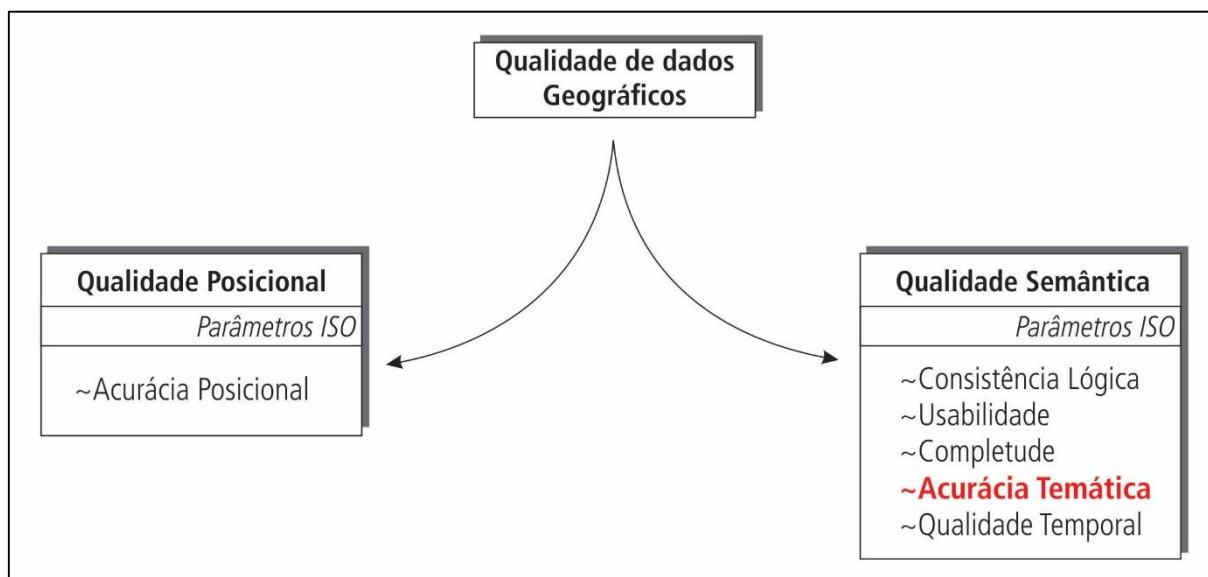 Qualidade de dados
Geográficos
Qualidade Posicional
Parâmetros ISO
~Acurácia Posicional
Qualidade Semântica
Parâmetros ISO
~Consistência Lógica
~Usabilidade
~Completude
~Acurácia Temática
~Qualidade Temporal